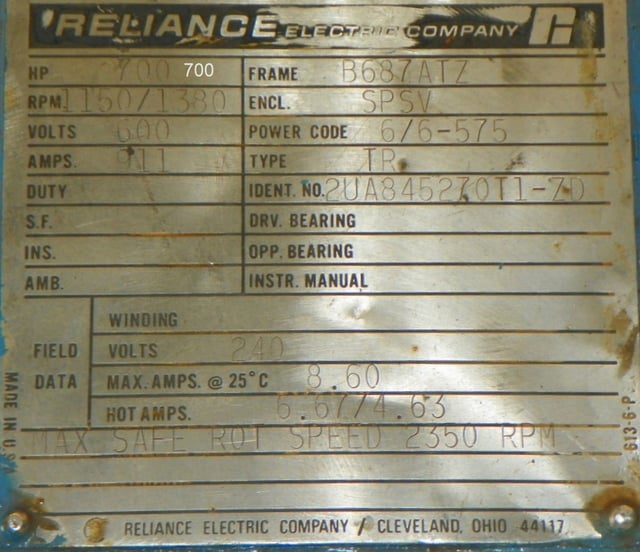 RELIANCE ELECTRIC COMPANY R
HP 700 700 FRAME B687ATZ
RPM 1150/1380 ENCL. SPSV
VOLTS 600 POWER CODE 6/6-575
AMPS. 911 TYPE TR
DUTY IDENT. NO. 2UA845270T1-ZD
S.F. DRV. BEARING
INS. OPP. BEARING
AMB. INSTR. MANUAL
WINDING
FIELD VOLTS 240
DATA MAX. AMPS. @ 25°C 8.60
HOT AMPS. 6.67/4.63
MAX SAFE ROT SPEED 2350 RPM
MADE IN U.S.
613-6-P
RELIANCE ELECTRIC COMPANY / CLEVELAND, OHIO 44117